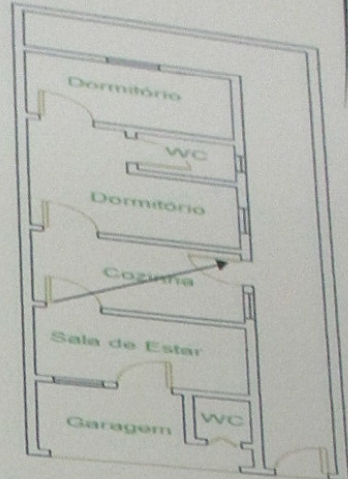 Dormitório
WC
Dormitório
Cozinha
Sala de Estar
WC
Garagem